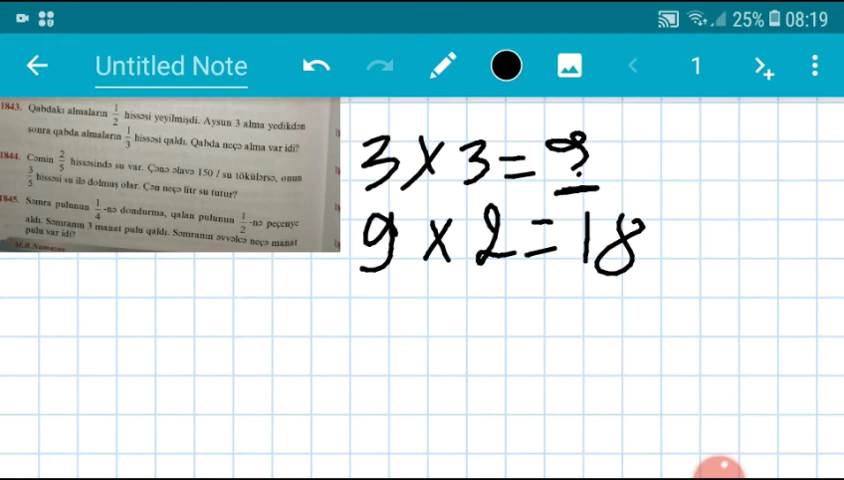 25% 08:19
Untitled Note 1
1843. Qabdakı almaların 1/2 hissəsi yeyilmişdi. Aysun 3 alma yedikdən
sonra qabda almaların 1/3 hissəsi qaldı. Qabda neçə alma var idi?
1844. Çənin 2/5 hissəsində su var. Çənə əlavə 150 l su tökülərsə, onun
3/5 hissəsi su ilə dolmuş olar. Çən neçə litr su tutur?
1845. Səmra pulunun 1/4-nə dondurma, qalan pulunun 1/2-nə peçenye
aldı. Səmranın 3 manat pulu qaldı. Səmranın əvvəlcə neçə manat
pulu var idi?
3 x 3 = 9
9 x 2 = 18